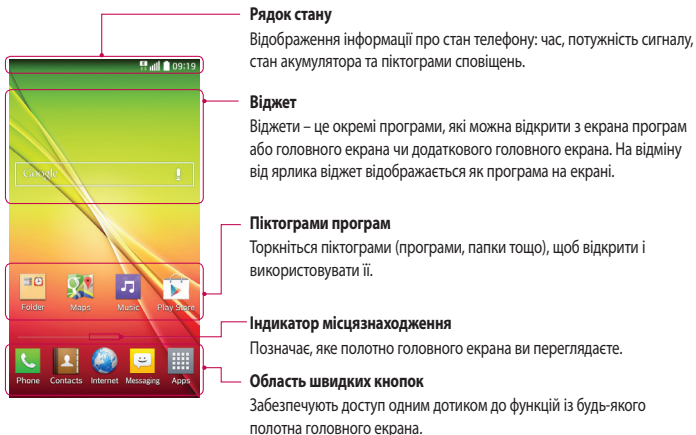 Рядок стану
Відображення інформації про стан телефону: час, потужність сигналу,
стан акумулятора та піктограми сповіщень.
09:19
Віджет
Віджети – це окремі програми, які можна відкрити з екрана програм
або головного екрана чи додаткового головного екрана. На відміну
від ярлика віджет відображається як програма на екрані.
Google
Піктограми програм
Торкніться піктограми (програми, папки тощо), щоб відкрити і
використовувати її.
Folder Maps Music Play Store
Індикатор місцязнаходження
Позначає, яке полотно головного екрана ви переглядаєте.
Phone Contacts Internet Messaging Apps
Область швидких кнопок
Забезпечують доступ одним дотиком до функцій із будь-якого
полотна головного екрана.